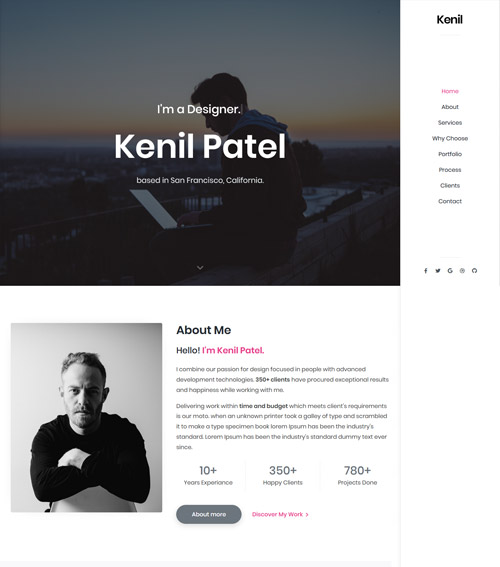 Kenil
Home
About
Services
Why Choose
Portfolio
Process
Clients
Contact
I'm a Designer.
Kenil Patel
based in San Francisco, California.
About Me
Hello! I'm Kenil Patel.
I combine our passion for design focused in people with advanced
development technologies. 350+ clients have procured exceptional results
and happiness while working with me.
Delivering work within time and budget which meets client's requirements
is our moto. when an unknown printer took a galley of type and scrambled
it to make a type specimen book lorem Ipsum has been the industry's
standard. Lorem Ipsum has been the industry's standard dummy text ever
since.
10+
Years Experiance
350+
Happy Clients
780+
Projects Done
About more
Discover My Work